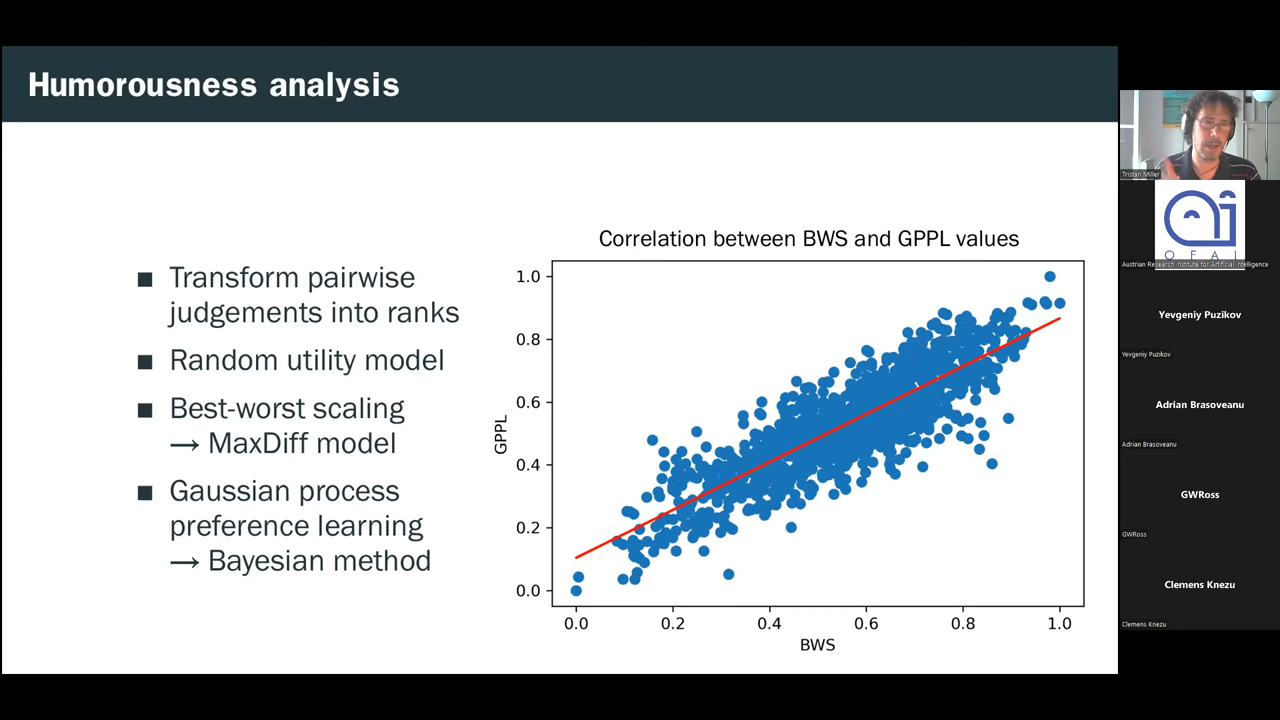 Humorousness analysis
■ Transform pairwise
judgements into ranks
■ Random utility model
■ Best-worst scaling
→ MaxDiff model
■ Gaussian process
preference learning
→ Bayesian method
Correlation between BWS and GPPL values
1.0
0.8
0.6
0.4
0.2
0.0
GPPL
0.0 0.2 0.4 0.6 0.8 1.0
BWS
Tristan Miller
OFAI
Austrian Research Institute for Artificial Intelligence
Yevgeniy Puzikov
Yevgeniy Puzikov
Adrian Brasoveanu
Adrian Brasoveanu
GWRoss
GWRoss
Clemens Knezu
Clemens Knezu